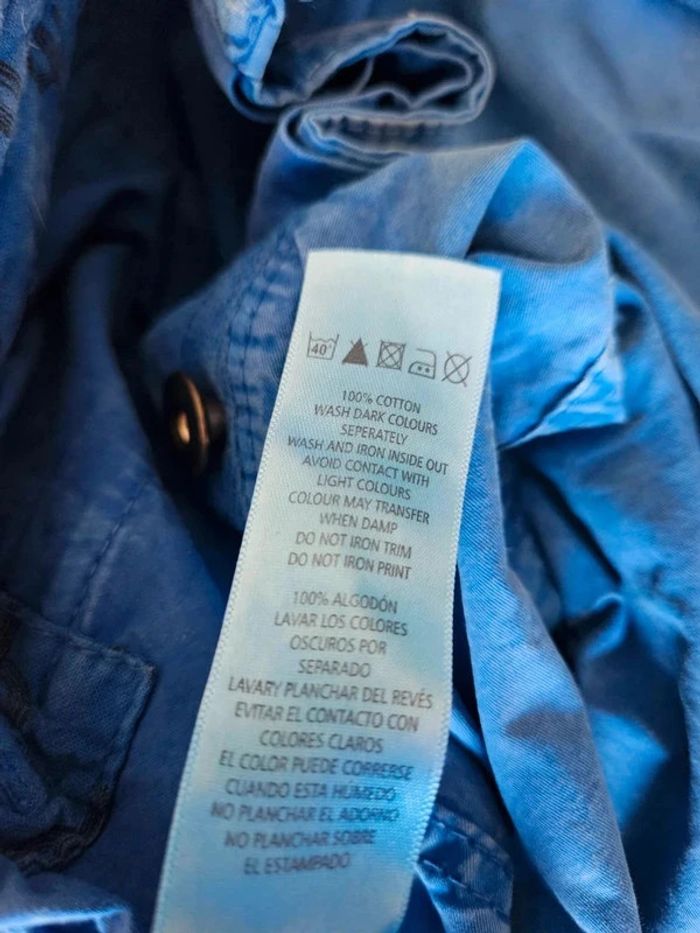 40°
100% COTTON
WASH DARK COLOURS
SEPERATELY
WASH AND IRON INSIDE OUT
AVOID CONTACT WITH
LIGHT COLOURS
COLOUR MAY TRANSFER
WHEN DAMP
DO NOT IRON TRIM
DO NOT IRON PRINT
100% ALGODÓN
LAVAR LOS COLORES
OSCUROS POR
SEPARADO
LAVARY PLANCHAR DEL REVÉS
EVITAR EL CONTACTO CON
COLORES CLAROS
EL COLOR PUEDE CORRERSE
CUANDO ESTA HUMEDO
NO PLANCHAR EL ADORNO
NO PLANCHAR SOBRE
EL ESTAMPADO